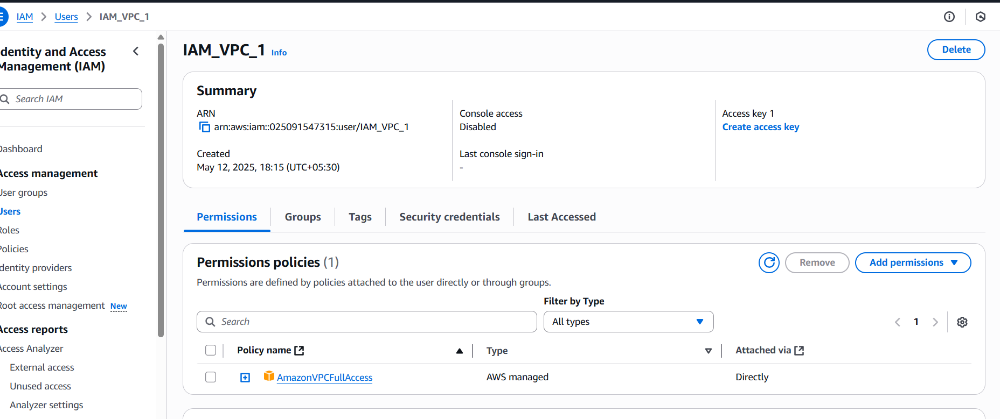 IAM > Users > IAM_VPC_1
dentity and Access
Management (IAM)
Search IAM
Dashboard
Access management
User groups
Users
Roles
Policies
dentity providers
Account settings
Root access management New
Access reports
Access Analyzer
External access
Unused access
Analyzer settings
IAM_VPC_1 Info
Delete
Summary
ARN
arn:aws:iam::025091547315:user/IAM_VPC_1
Created
May 12, 2025, 18:15 (UTC+05:30)
Console access
Disabled
Last console sign-in
-
Access key 1
Create access key
Permissions
Groups
Tags
Security credentials
Last Accessed
Permissions policies (1)
Remove
Add permissions
Permissions are defined by policies attached to the user directly or through groups.
Filter by Type
Search
All types
1
Policy name Type Attached via
AmazonVPCFullAccess AWS managed Directly